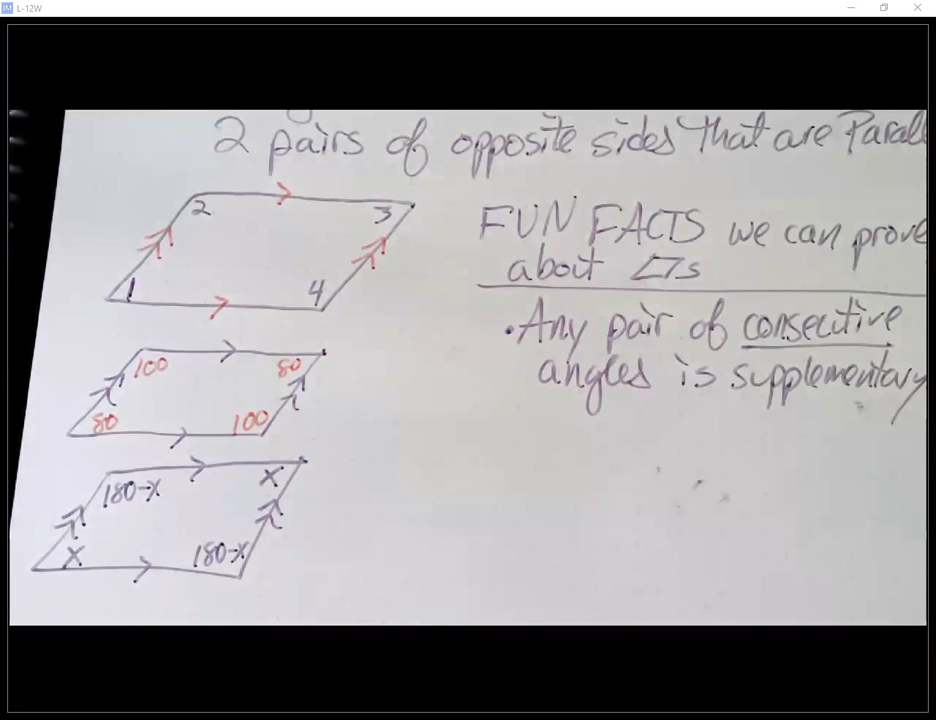 L-12W
2 pairs of opposite sides that are Parall
FUN FACTS we can prove
about ▱s
• Any pair of consecutive
angles is supplementary
2 3
1 4
100 80
80 100
180-x x
x 180-x